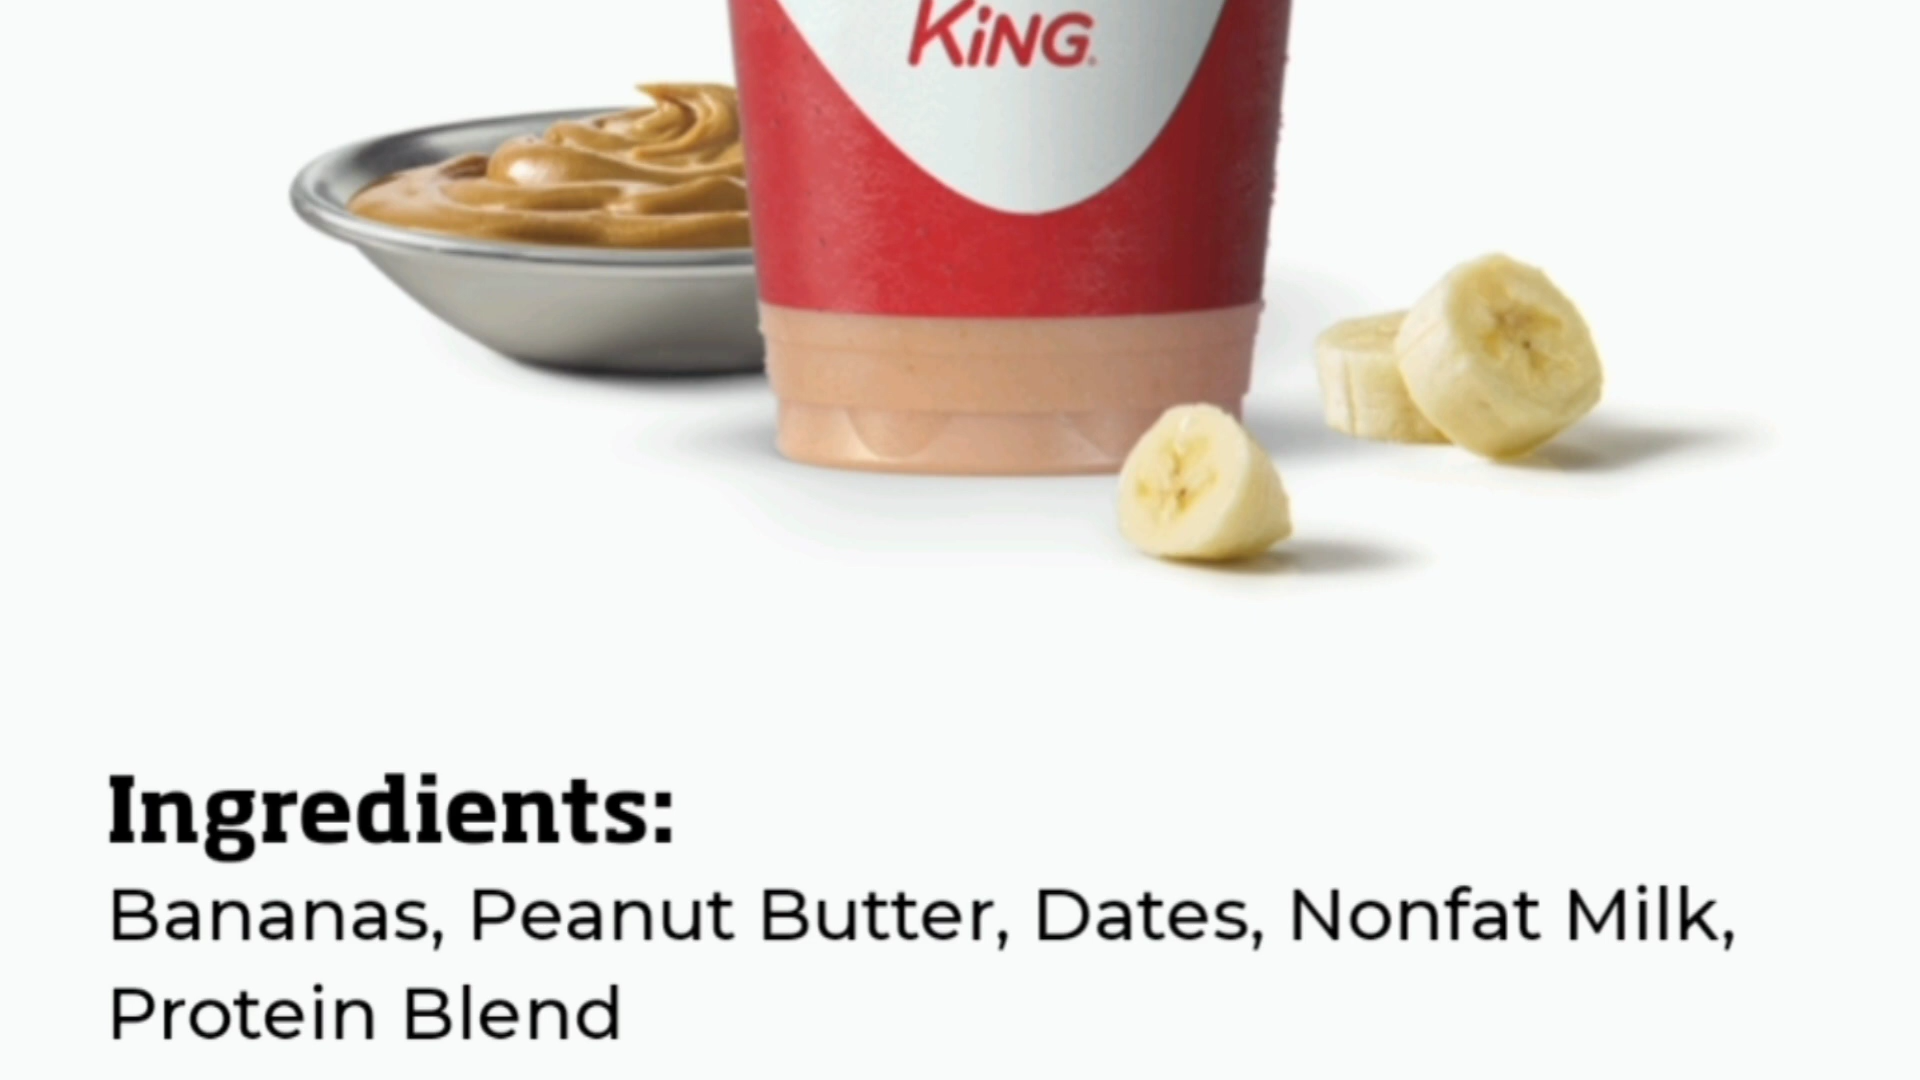 KiNG.
Ingredients:
Bananas, Peanut Butter, Dates, Nonfat Milk,
Protein Blend